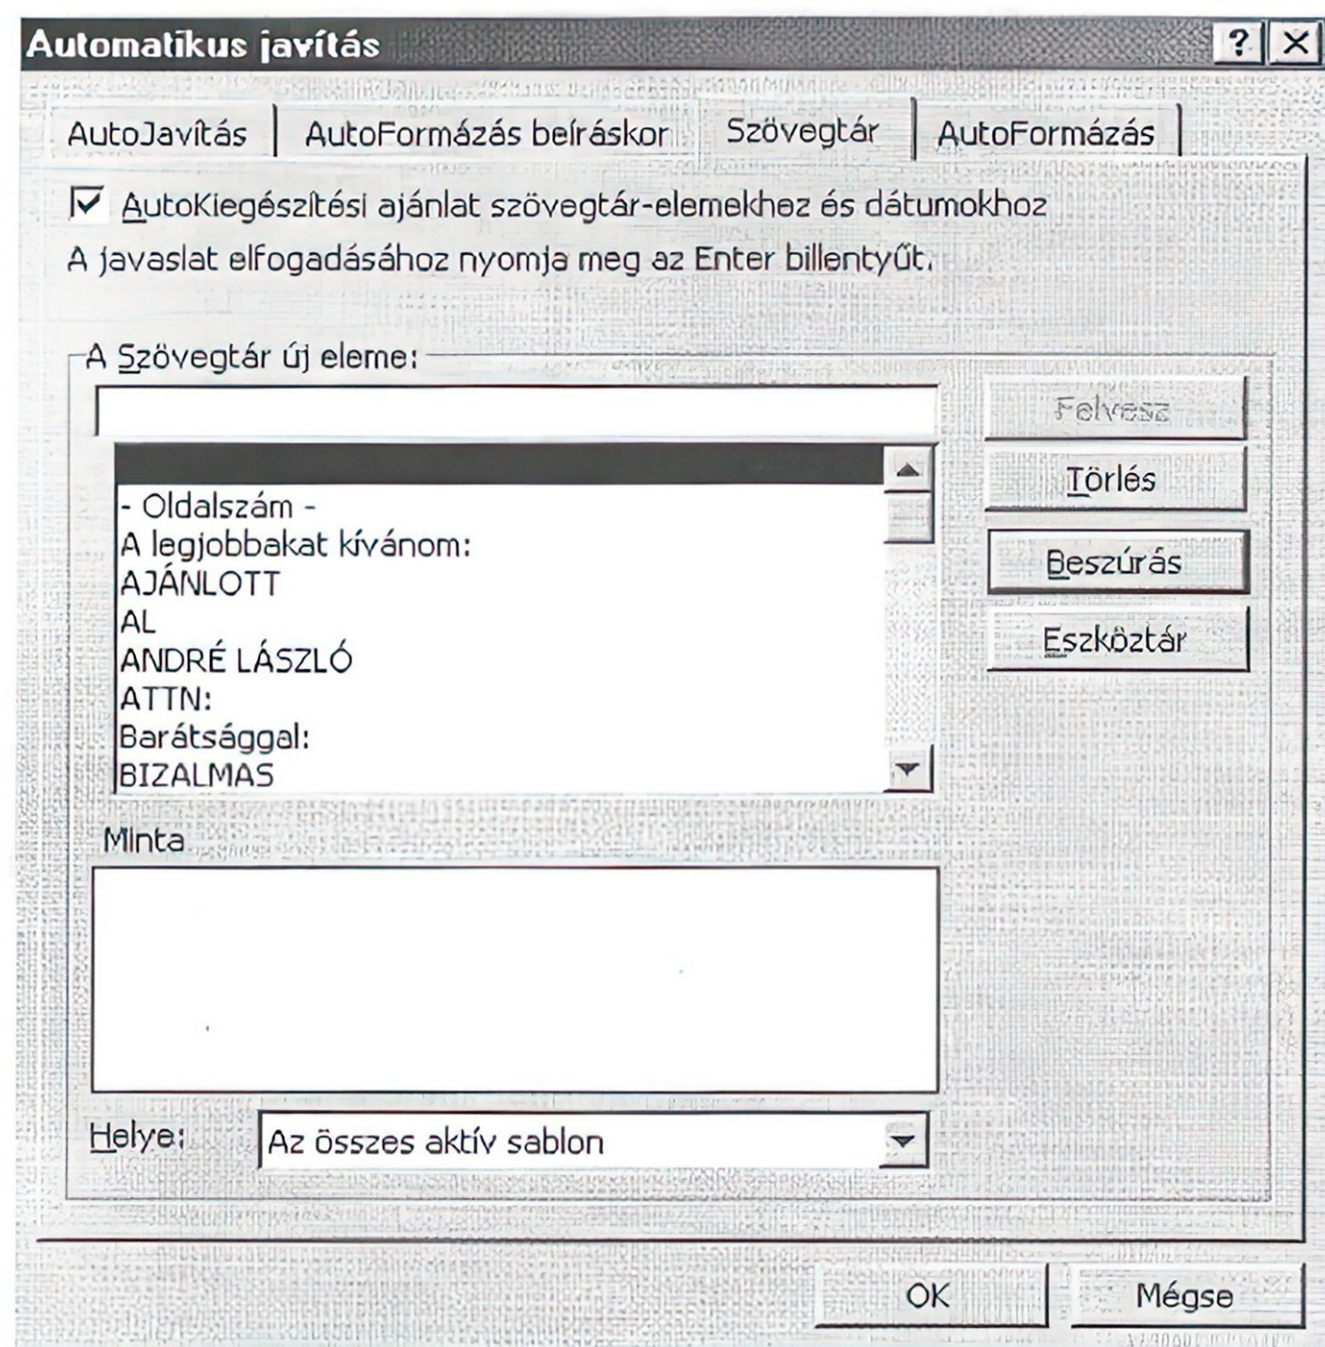 Automatikus javítás
AutoJavítás
AutoFormázás beíráskor
Szövegtár
AutoFormázás
AutoKiegészítési ajánlat szövegtár-elemekhez és dátumokhoz
A javaslat elfogadásához nyomja meg az Enter billentyűt.
A Szövegtár új eleme:
Felvesz
Törlés
- Oldalszám -
A legjobbakat kívánom:
Beszúrás
AJÁNLOTT
AL
Eszköztár
ANDRÉ LÁSZLÓ
ATTN:
Barátsággal:
BIZALMAS
Minta
Helye:
Az összes aktív sablon
OK
Mégse